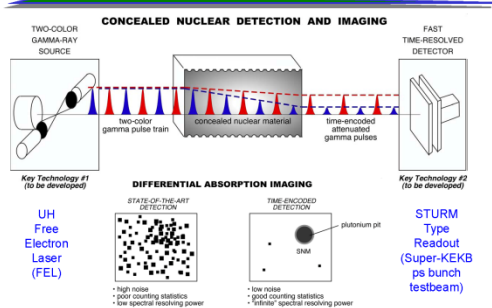 CONCEALED NUCLEAR DETECTION AND IMAGING
TWO-COLOR
GAMMA-RAY
SOURCE
FAST
TIME-RESOLVED
DETECTOR
two-color
gamma pulse train
concealed nuclear material
time-encoded
attenuated
gamma pulses
Key Technology #1
(to be developed)
Key Technology #2
(to be developed)
DIFFERENTIAL ABSORPTION IMAGING
STATE-OF-THE-ART
DETECTION
TIME-ENCODED
DETECTION
plutonium pit
SNM
• high noise
• poor counting statistics
• low spectral resolving power
• low noise
• good counting statistics
• "infinite" spectral resolving power
UH
Free
Electron
Laser
(FEL)
STURM
Type
Readout
(Super-KEKB
ps bunch
testbeam)